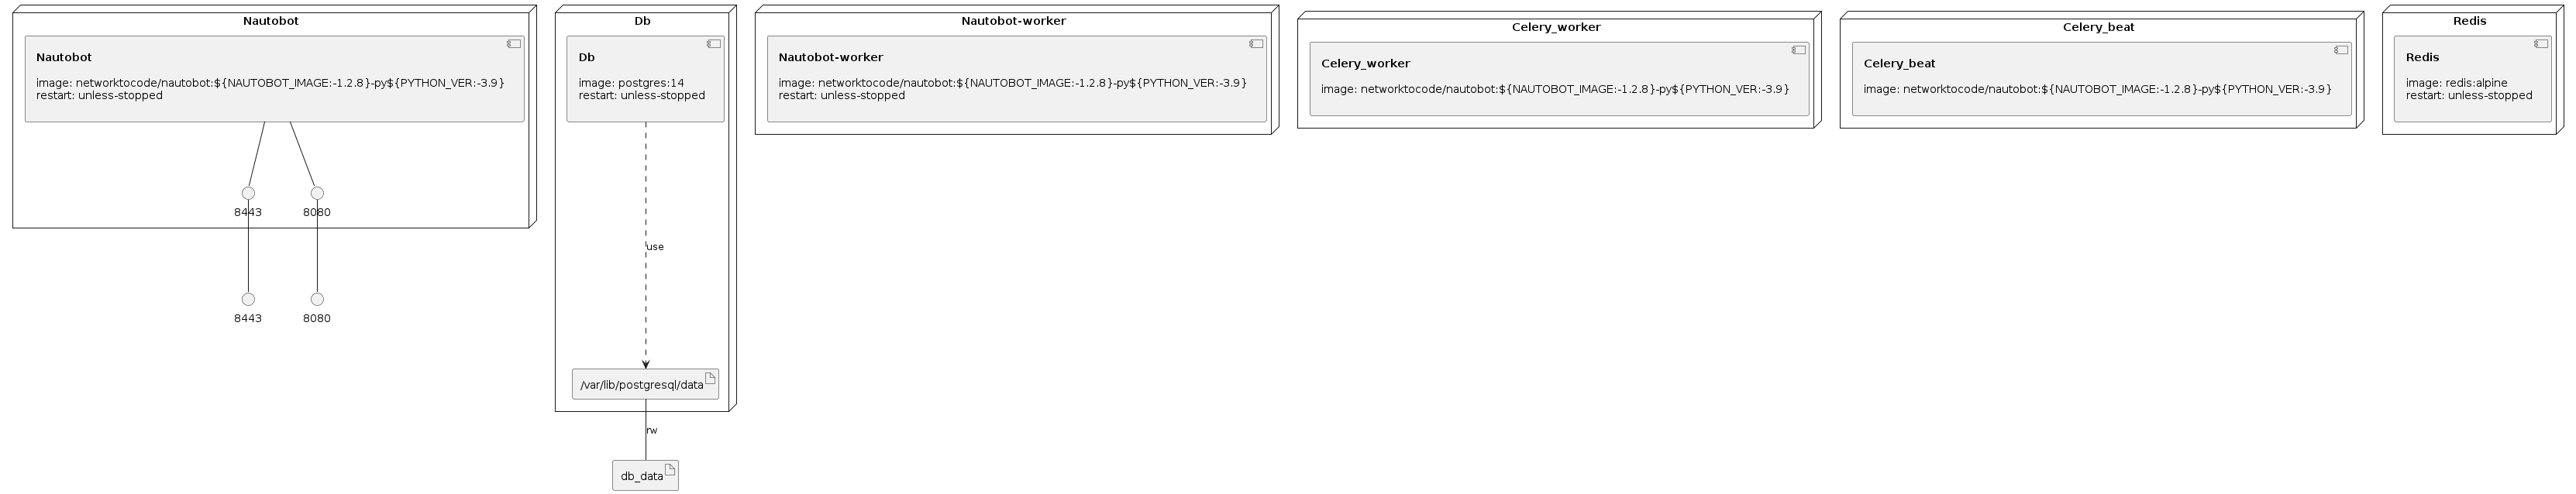 Nautobot
Nautobot
image: networktocode/nautobot:${NAUTOBOT_IMAGE:-1.2.8}-py${PYTHON_VER:-3.9}
restart: unless-stopped
8443
8080
8443
8080
Db
Db
image: postgres:14
restart: unless-stopped
use
/var/lib/postgresql/data
rw
db_data
Nautobot-worker
Nautobot-worker
image: networktocode/nautobot:${NAUTOBOT_IMAGE:-1.2.8}-py${PYTHON_VER:-3.9}
restart: unless-stopped
Celery_worker
Celery_worker
image: networktocode/nautobot:${NAUTOBOT_IMAGE:-1.2.8}-py${PYTHON_VER:-3.9}
Celery_beat
Celery_beat
image: networktocode/nautobot:${NAUTOBOT_IMAGE:-1.2.8}-py${PYTHON_VER:-3.9}
Redis
Redis
image: redis:alpine
restart: unless-stopped